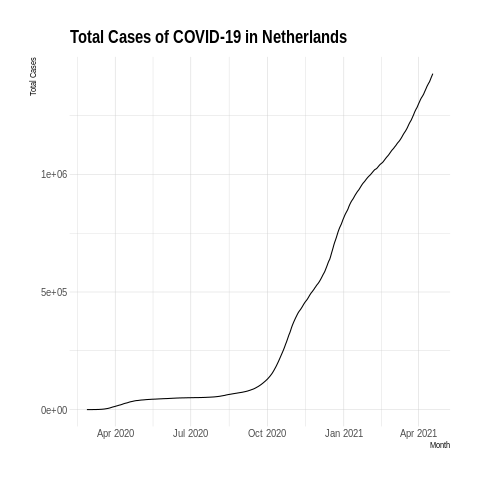 Total Cases of COVID-19 in Netherlands
Total Cases
1e+06
5e+05
0e+00
Apr 2020 Jul 2020 Oct 2020 Jan 2021 Apr 2021
Month